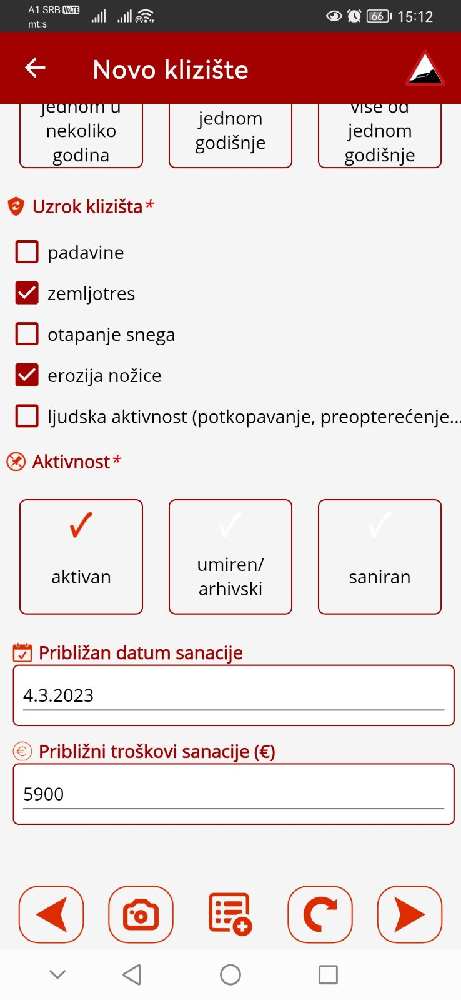 A1 SRB VoLTE
mt:s
66
15:12
Novo klizište
jednom u
nekoliko
godina
jednom
godišnje
više od
jednom
godišnje
Uzrok klizišta*
padavine
zemljotres
otapanje snega
erozija nožice
ljudska aktivnost (potkopavanje, preopterećenje...
Aktivnost*
aktivan
umiren/
arhivski
saniran
Približan datum sanacije
4.3.2023
Približni troškovi sanacije (€)
5900